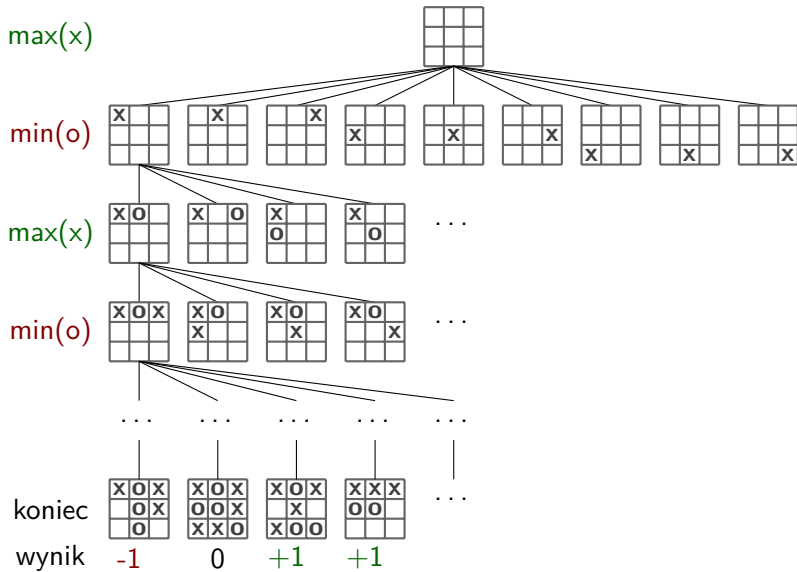 max(x)
min(o)
X X X X X X X X X
max(x)
X O X O X X
O O
. . .
min(o)
X O X X O X O X O
X X X
. . .
. . . . . . . . . . . . . . .
koniec
X O X X O X X O X X X X
O X O O X X O O
O X X O X O O
. . .
wynik -1 0 +1 +1